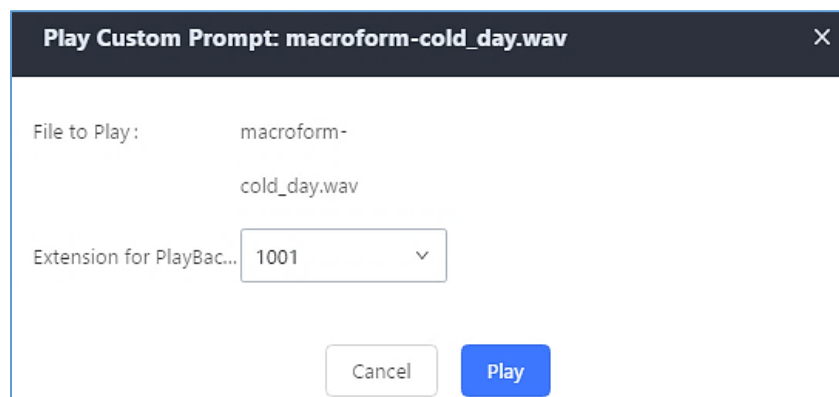 Play Custom Prompt: macroform-cold_day.wav
File to Play : macroform-
cold_day.wav
Extension for PlayBac... 1001
Cancel Play